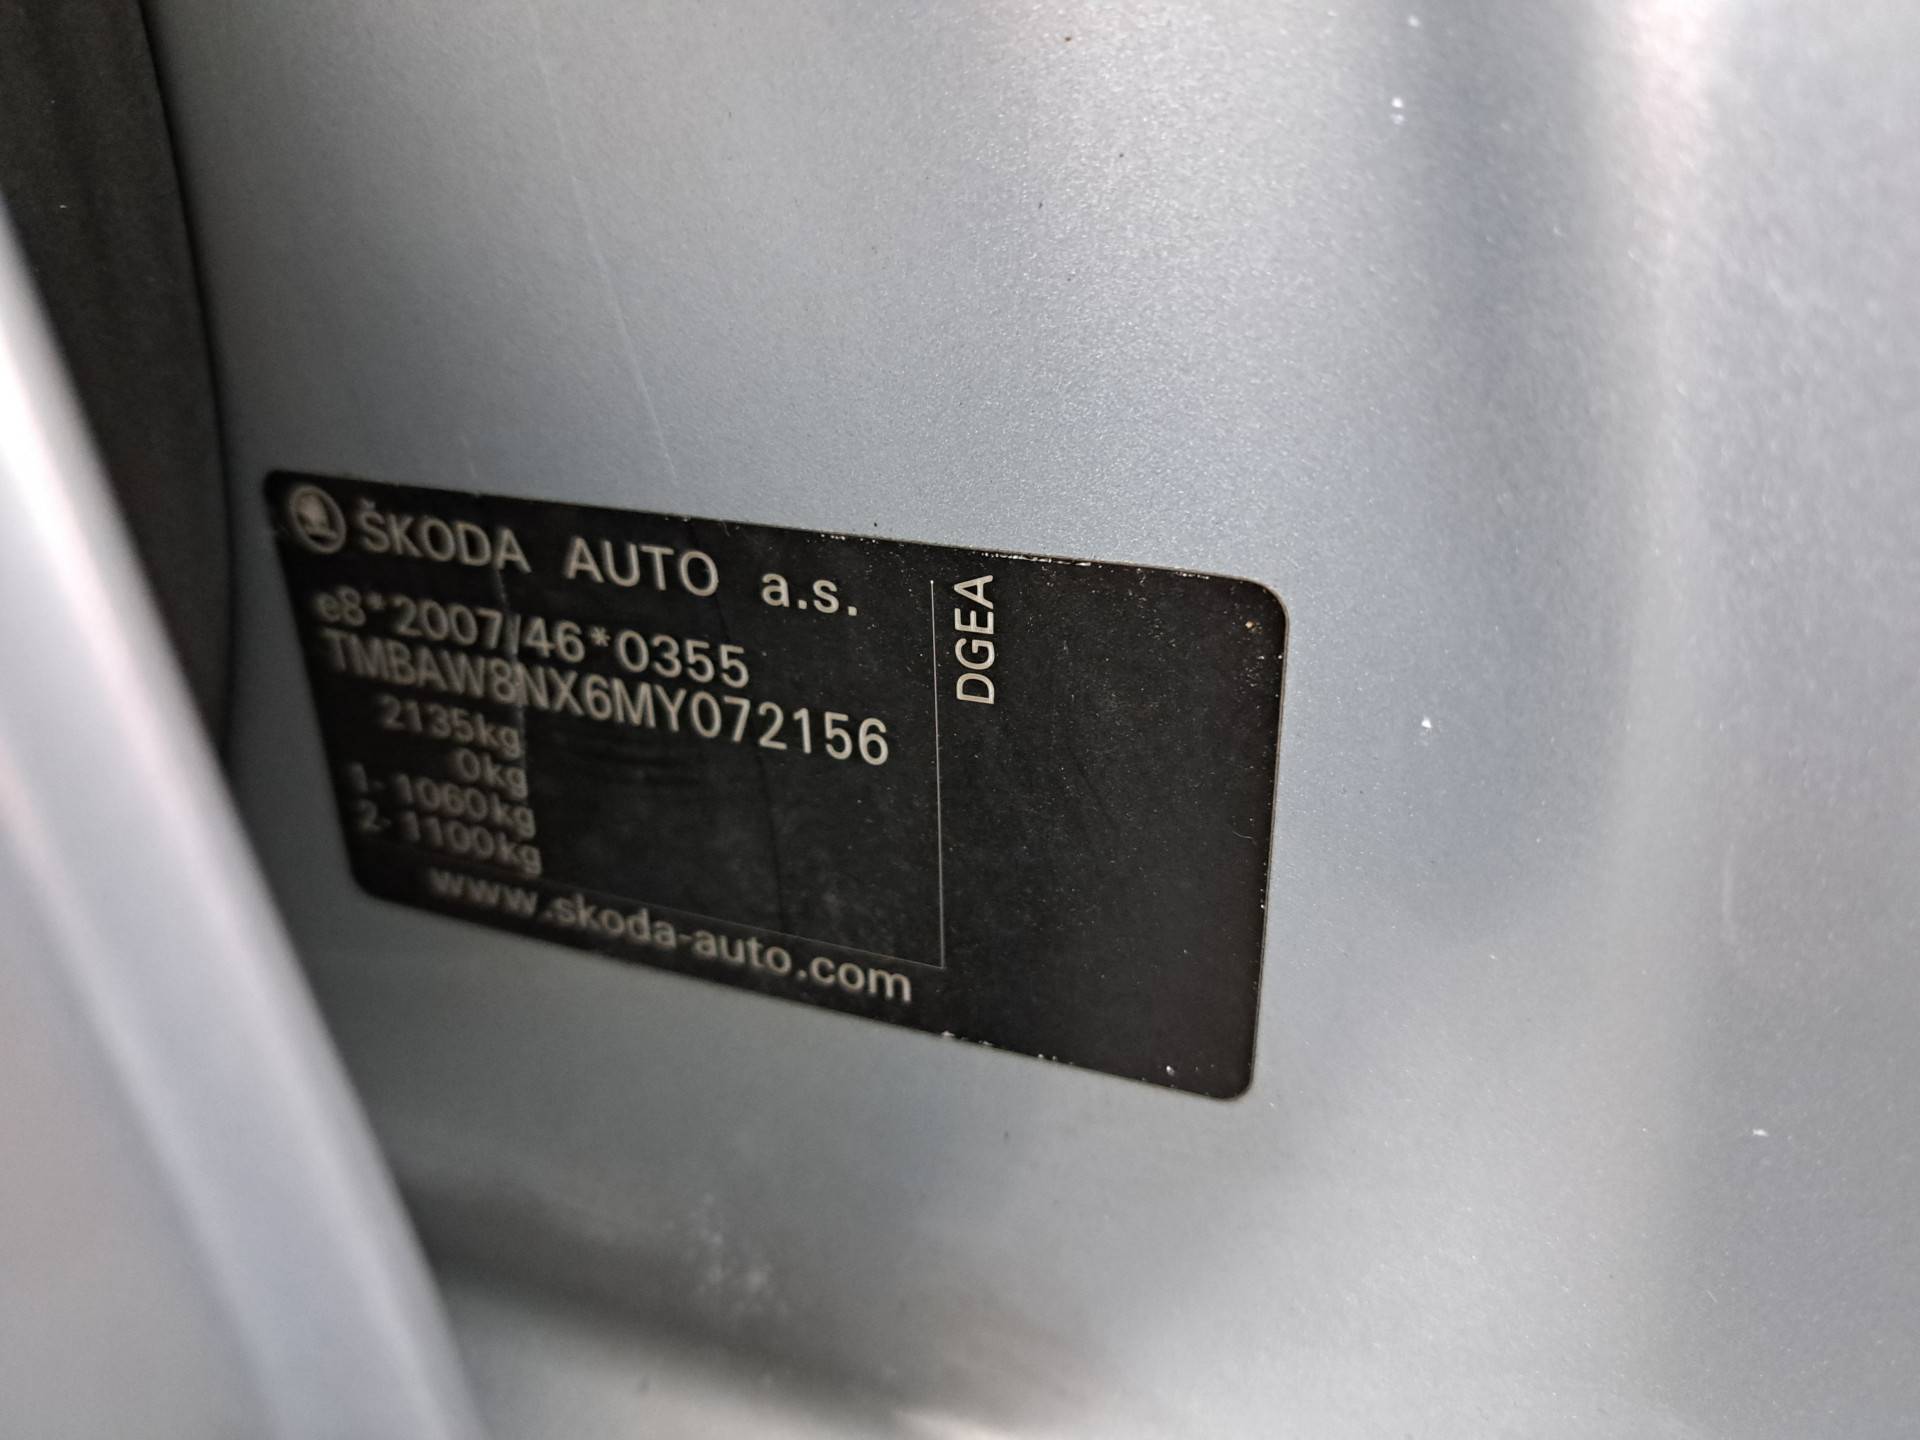 ŠKODA AUTO a.s.
e8*2007/46*0355
TMBAW8NX6MY072156
2135kg
0kg
1- 1060kg
2- 1100kg
www.skoda-auto.com
DGEA